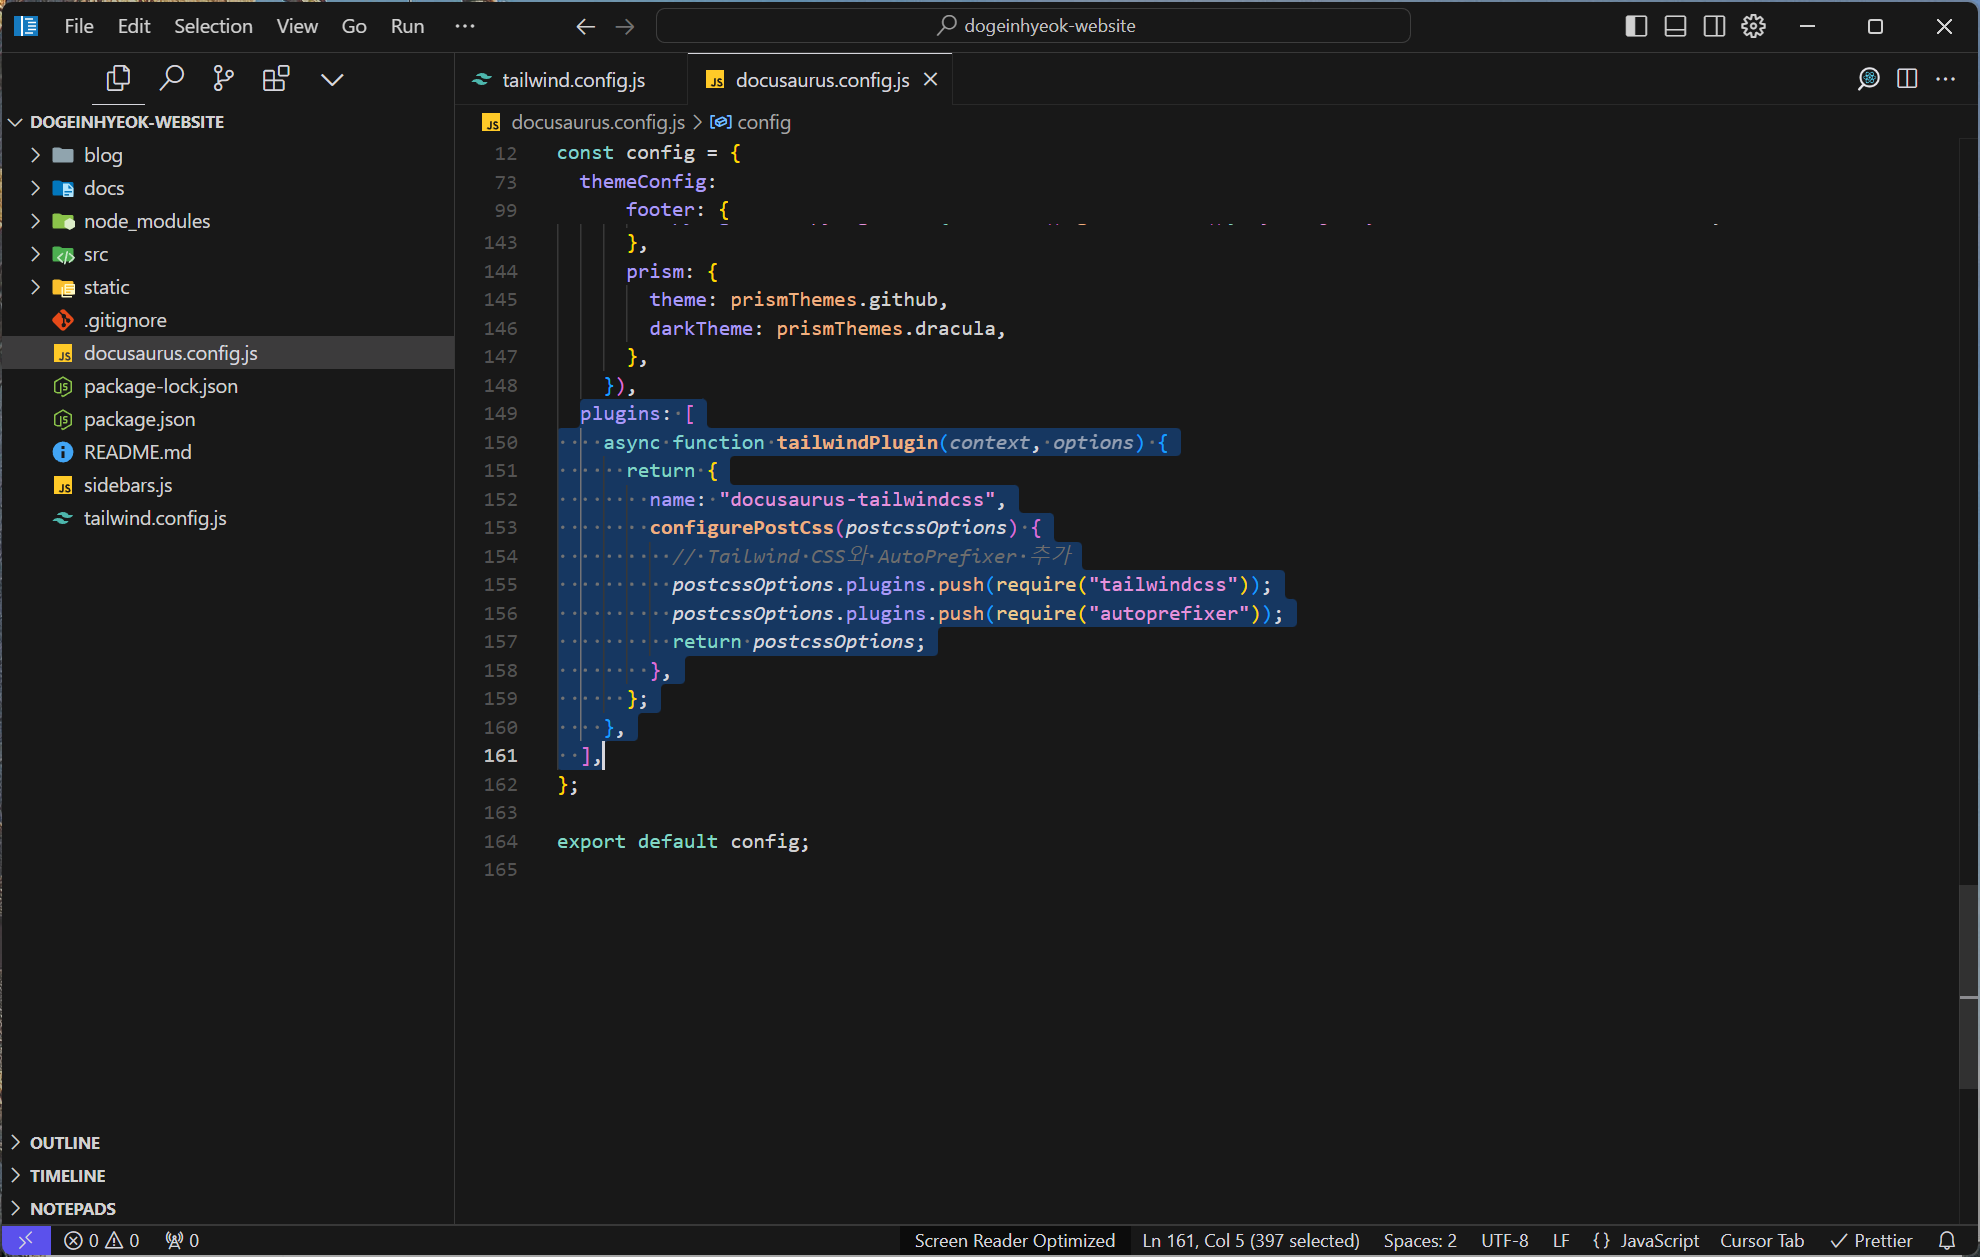 File Edit Selection View Go Run
dogeinhyeok-website
tailwind.config.js
docusaurus.config.js
DOGEINHYEOK-WEBSITE
blog
docs
node_modules
src
static
.gitignore
docusaurus.config.js
package-lock.json
package.json
README.md
sidebars.js
tailwind.config.js
OUTLINE
TIMELINE
NOTEPADS
docusaurus.config.js > config
12 const config = {
73 themeConfig:
99 footer: {
143 },
144 prism: {
145 theme: prismThemes.github,
146 darkTheme: prismThemes.dracula,
147 },
148 }),
149 plugins: [
150 async function tailwindPlugin(context, options) {
151 return {
152 name: "docusaurus-tailwindcss",
153 configurePostCss(postcssOptions) {
154 // Tailwind CSS와 AutoPrefixer 추가
155 postcssOptions.plugins.push(require("tailwindcss"));
156 postcssOptions.plugins.push(require("autoprefixer"));
157 return postcssOptions;
158 },
159 };
160 },
161 ],
162 };
163
164 export default config;
165
0 0 0 Screen Reader Optimized Ln 161, Col 5 (397 selected) Spaces: 2 UTF-8 LF {} JavaScript Cursor Tab Prettier